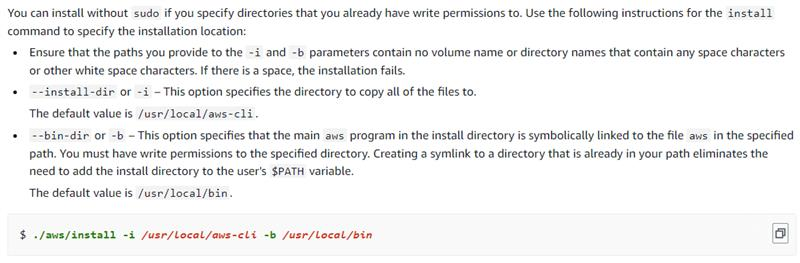 You can install without sudo if you specify directories that you already have write permissions to. Use the following instructions for the install
command to specify the installation location:
• Ensure that the paths you provide to the -i and -b parameters contain no volume name or directory names that contain any space characters
or other white space characters. If there is a space, the installation fails.
• --install-dir or -i – This option specifies the directory to copy all of the files to.
The default value is /usr/local/aws-cli.
• --bin-dir or -b – This option specifies that the main aws program in the install directory is symbolically linked to the file aws in the specified
path. You must have write permissions to the specified directory. Creating a symlink to a directory that is already in your path eliminates the
need to add the install directory to the user's $PATH variable.
The default value is /usr/local/bin.
$ ./aws/install -i /usr/local/aws-cli -b /usr/local/bin